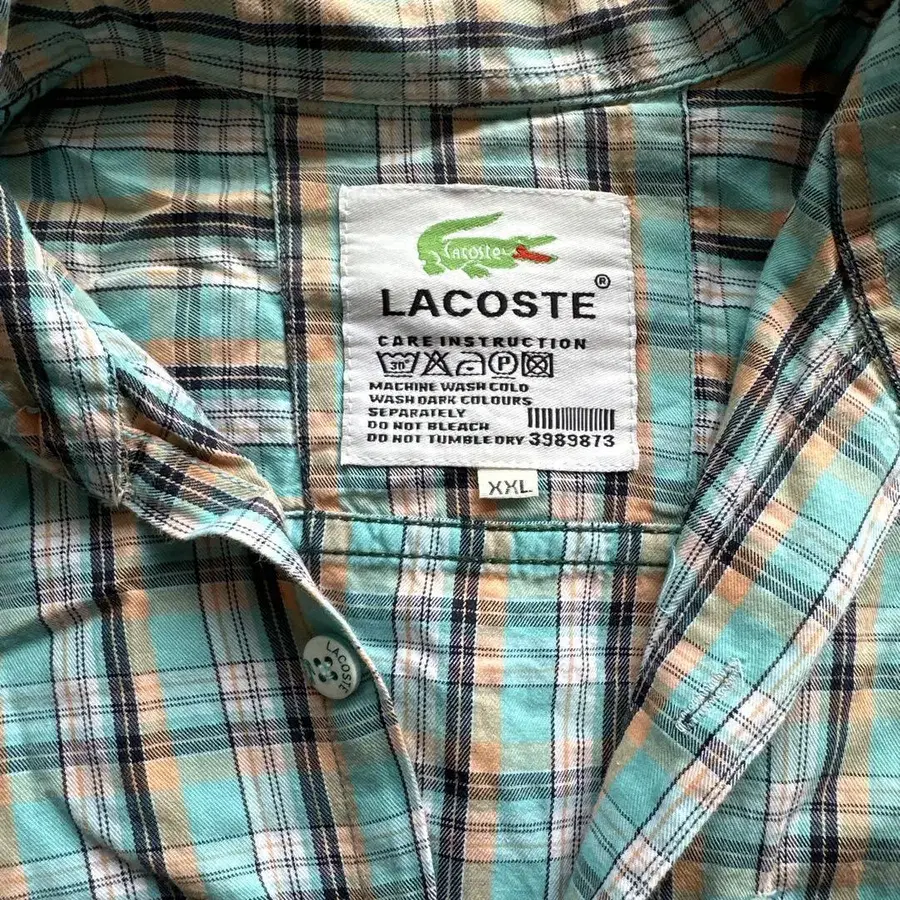 Lacoste
LACOSTE®
CARE INSTRUCTION
30°
P
MACHINE WASH COLD
WASH DARK COLOURS
SEPARATELY
DO NOT BLEACH
DO NOT TUMBLE DRY 3989873
XXL
LACOSTE